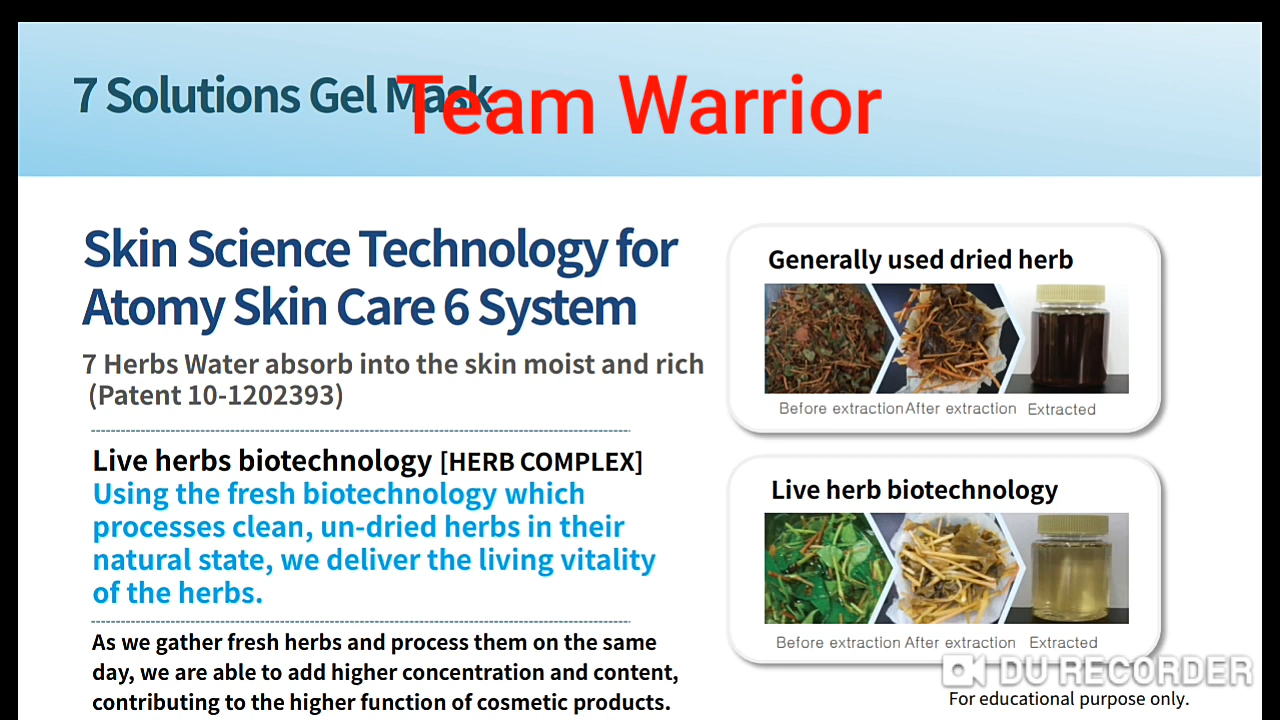 7 Solutions Gel Mask
Team Warrior
Skin Science Technology for
Atomy Skin Care 6 System
7 Herbs Water absorb into the skin moist and rich
(Patent 10-1202393)
Live herbs biotechnology [HERB COMPLEX]
Using the fresh biotechnology which
processes clean, un-dried herbs in their
natural state, we deliver the living vitality
of the herbs.
As we gather fresh herbs and process them on the same
day, we are able to add higher concentration and content,
contributing to the higher function of cosmetic products.
Generally used dried herb
Before extraction After extraction Extracted
Live herb biotechnology
Before extraction After extraction Extracted
DU RECORDER
For educational purpose only.